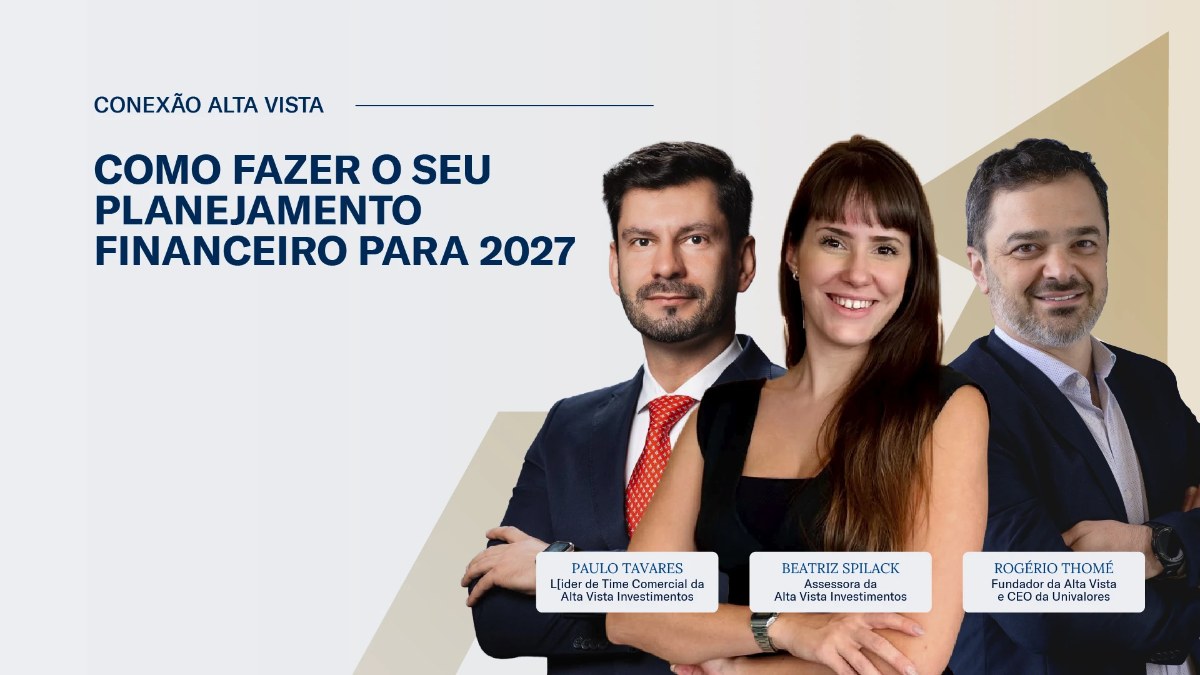 CONEXÃO ALTA VISTA
COMO FAZER O SEU
PLANEJAMENTO
FINANCEIRO PARA 2027
PAULO TAVARES
L[ider de Time Comercial da
Alta Vista Investimentos
BEATRIZ SPILACK
Assessora da
Alta Vista Investimentos
ROGÉRIO THOMÉ
Fundador da Alta Vista
e CEO da Univalores